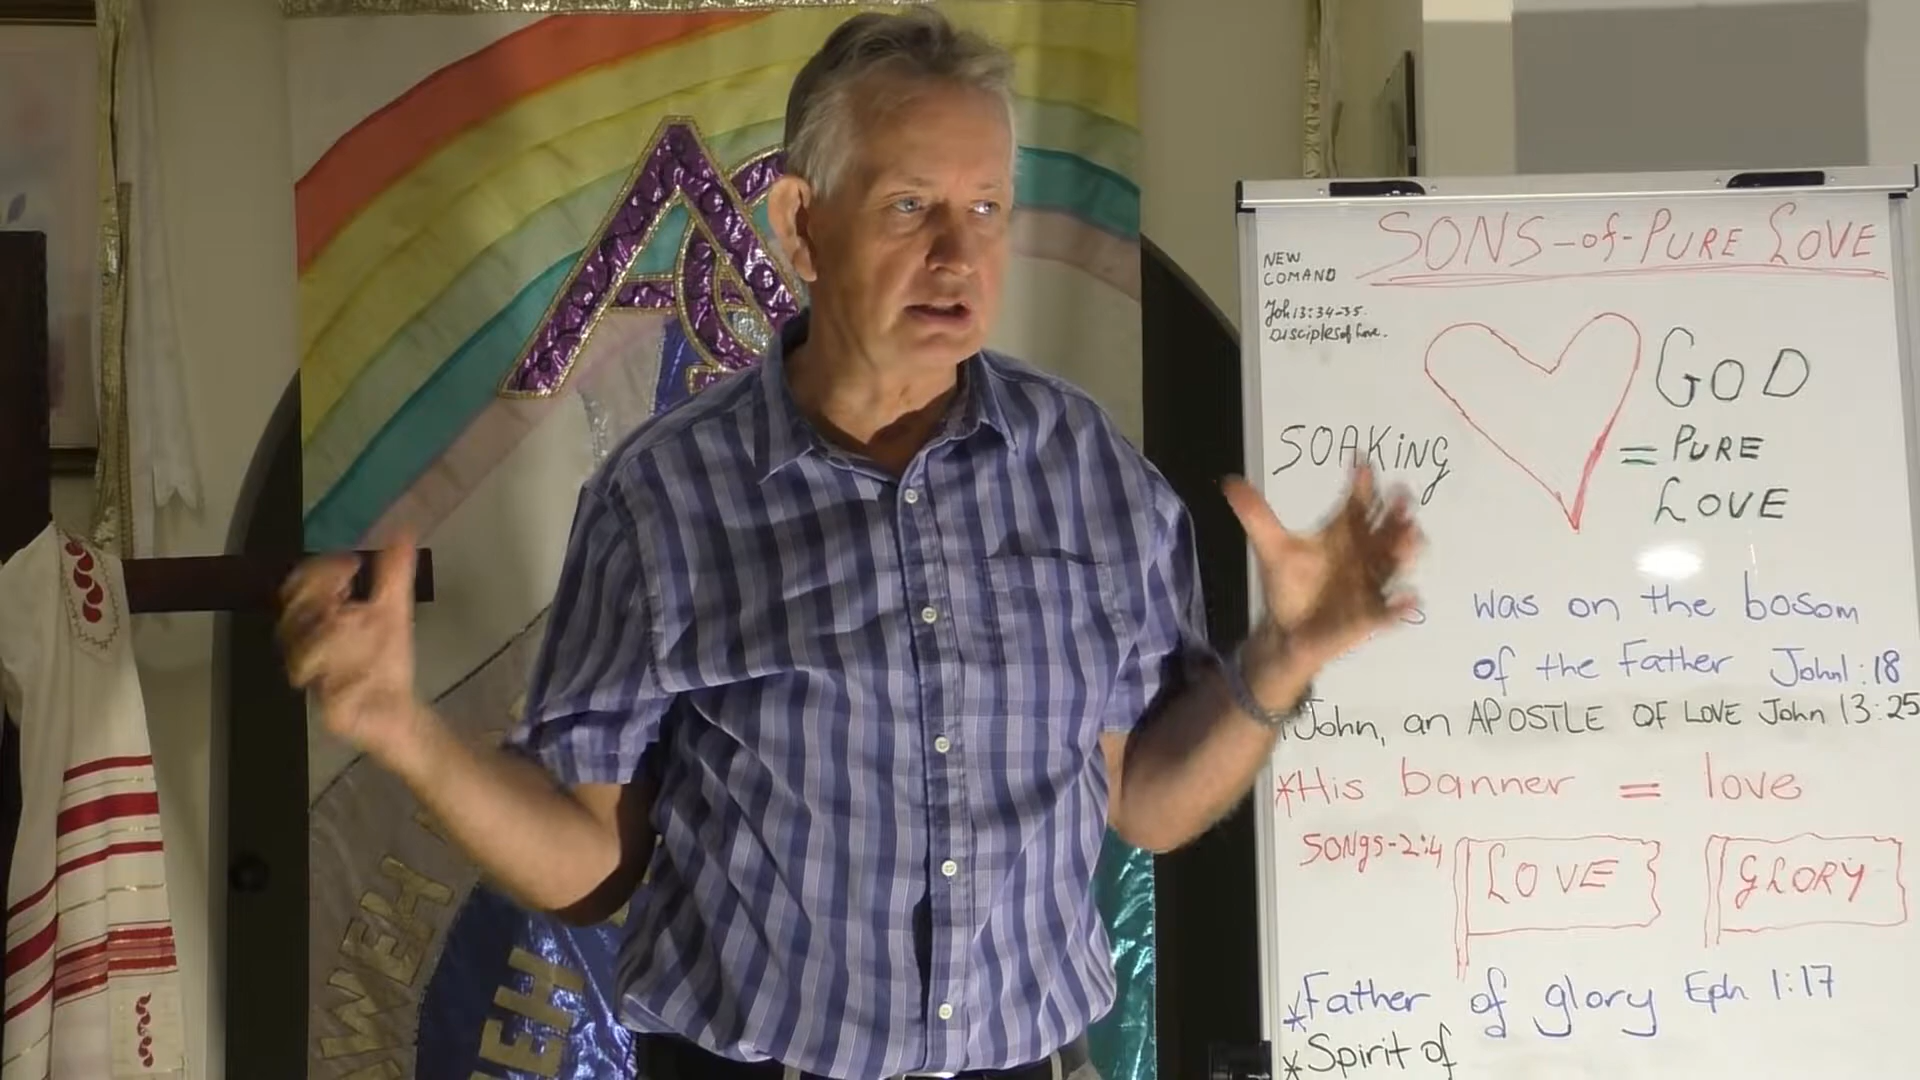 SONS-of-PURE LOVE
NEW
COMAND
Joh 13:34-35.
Disciples of Love.
GOD
= PURE
LOVE
SOAKiNG
was on the bosom
of the Father John1:18
John, an APOSTLE OF LOVE John 13:25
*His banner = love
SONgs-2:4
LOVE
GLORY
*Father of glory Eph 1:17
*Spirit of
WEH